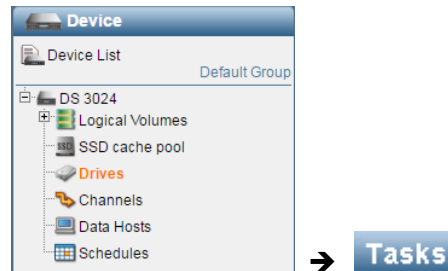 Device
Device List
Default Group
DS 3024
Logical Volumes
SSD SSD cache pool
Drives
Channels
Data Hosts
Schedules
➔ Tasks